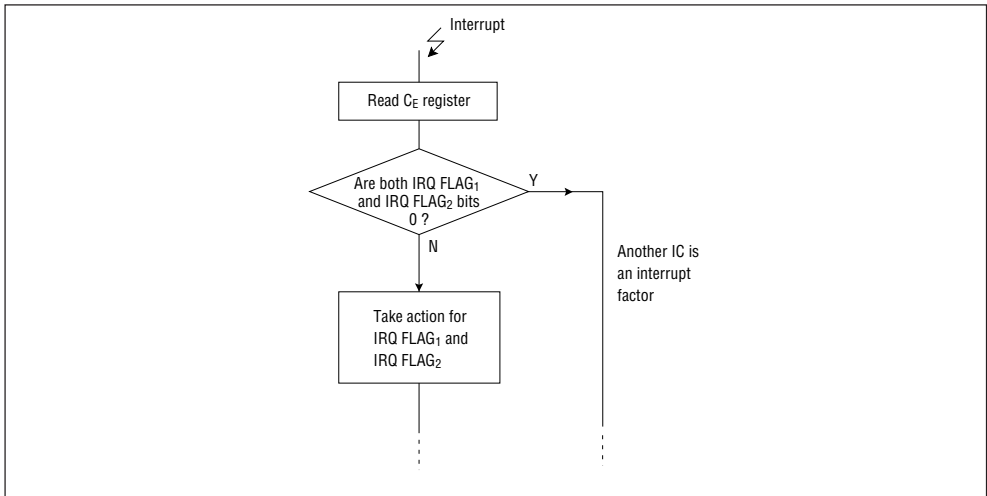 Interrupt
Read CE register
Are both IRQ FLAG1
and IRQ FLAG2 bits
0 ?
Y
N
Another IC is
an interrupt
factor
Take action for
IRQ FLAG1 and
IRQ FLAG2